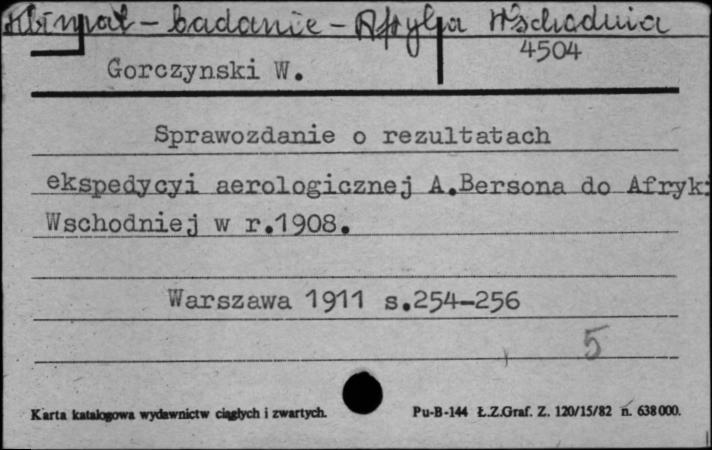 Klimat - badanie - Afryka Wschodnia
4504
Gorczynski W.
Sprawozdanie o rezultatach
ekspedycyi aerologicznej A.Bersona do Afryki
Wschodniej w r.1908.
Warszawa 1911 s.254-256
5
Karta katalogowa wydawnictw ciągłych i zwartych.
Pu-B-144 Ł.Z.Graf. Z. 120/15/82 n. 638000.